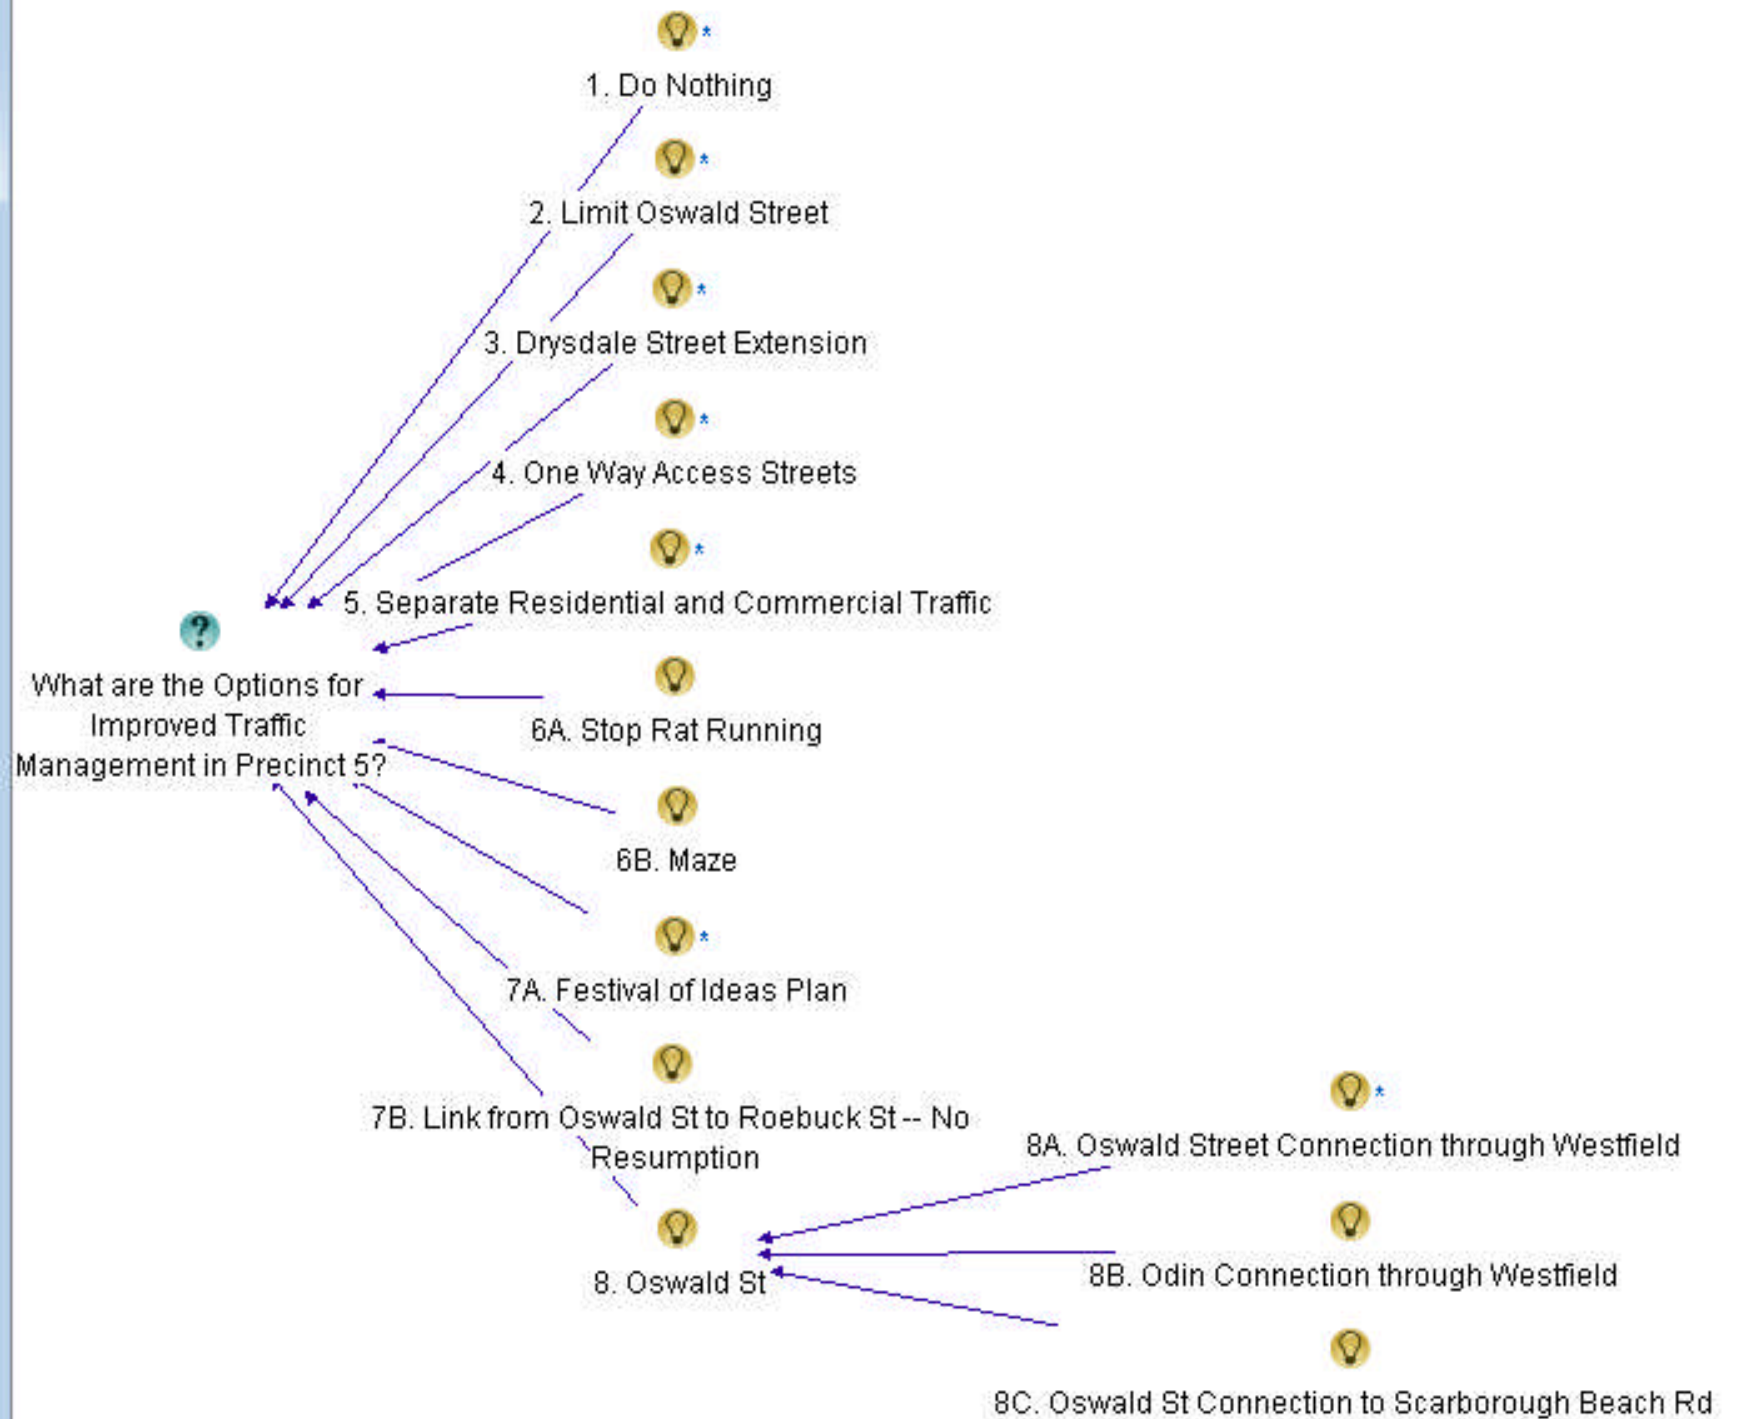 1. Do Nothing
2. Limit Oswald Street
3. Drysdale Street Extension
4. One Way Access Streets
5. Separate Residential and Commercial Traffic
?
What are the Options for
Improved Traffic
Management in Precinct 5?
6A. Stop Rat Running
6B. Maze
7A. Festival of Ideas Plan
7B. Link from Oswald St to Roebuck St -- No
Resumption
8. Oswald St
8A. Oswald Street Connection through Westfield
8B. Odin Connection through Westfield
8C. Oswald St Connection to Scarborough Beach Rd